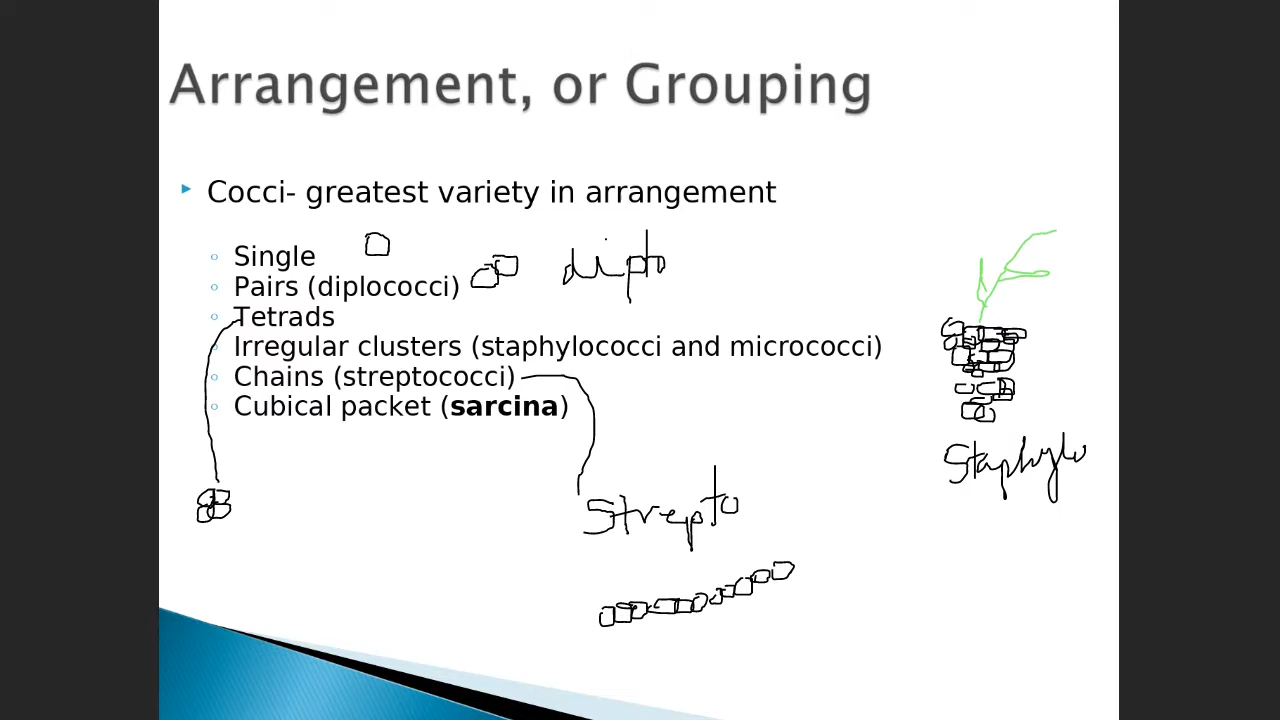 Arrangement, or Grouping
Cocci- greatest variety in arrangement
Single
Pairs (diplococci)
dipto
Tetrads
Irregular clusters (staphylococci and micrococci)
Chains (streptococci)
Cubical packet (sarcina)
Staphylo
Strepto